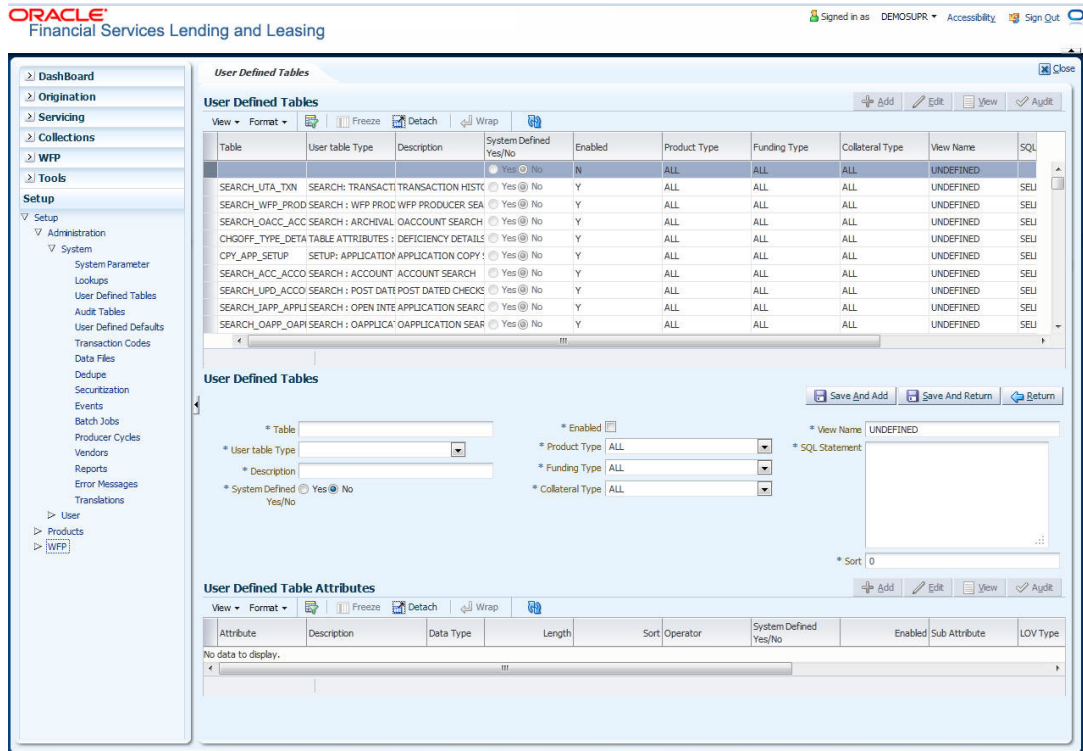 ORACLE
Financial Services Lending and Leasing
Signed in as DEMOSUPR Accessibility Sign Out
DashBoard
Origination
Servicing
Collections
WFP
Tools
Setup
Setup
Administration
System
System Parameter
Lookups
User Defined Tables
Audit Tables
User Defined Defaults
Transaction Codes
Data Files
Dedupe
Securitization
Events
Batch Jobs
Producer Cycles
Vendors
Reports
Error Messages
Translations
User
Products
WFP
User Defined Tables
Close
User Defined Tables
Add Edit View Audit
View Format Freeze Detach Wrap
Table User table Type Description System Defined Yes/No Enabled Product Type Funding Type Collateral Type View Name SQL
Yes No N ALL ALL ALL UNDEFINED
SEARCH_UTA_TXN SEARCH: TRANSACTI TRANSACTION HISTO Yes No Y ALL ALL ALL UNDEFINED SELI
SEARCH_WFP_PROD SEARCH : WFP PROD WFP PRODUCER SEA Yes No Y ALL ALL ALL UNDEFINED SELI
SEARCH_OACC_ACC SEARCH : ARCHIVAL OACCOUNT SEARCH Yes No Y ALL ALL ALL UNDEFINED SELI
CHGOFF_TYPE_DETA TABLE ATTRIBUTES : DEFICIENCY DETAILS Yes No Y ALL ALL ALL UNDEFINED SELI
CPY_APP_SETUP SETUP: APPLICATION APPLICATION COPY Yes No Y ALL ALL ALL UNDEFINED SELI
SEARCH_ACC_ACCO SEARCH : ACCOUNT ACCOUNT SEARCH Yes No Y ALL ALL ALL UNDEFINED SELI
SEARCH_UPD_ACCO SEARCH : POST DATE POST DATED CHECKS Yes No Y ALL ALL ALL UNDEFINED SELI
SEARCH_IAPP_APPLI SEARCH : OPEN INTE APPLICATION SEARC Yes No Y ALL ALL ALL UNDEFINED SELI
SEARCH_OAPP_OAPI SEARCH : OAPPLICA OAPPLICATION SEAR Yes No Y ALL ALL ALL UNDEFINED SELI
User Defined Tables
Save And Add Save And Return Return
* Table
* User table Type
* Description
* System Defined Yes No
Yes/No
* Enabled
* Product Type ALL
* Funding Type ALL
* Collateral Type ALL
* View Name UNDEFINED
* SQL Statement
* Sort 0
User Defined Table Attributes
Add Edit View Audit
View Format Freeze Detach Wrap
Attribute Description Data Type Length Sort Operator System Defined Yes/No Enabled Sub Attribute LOV Type
No data to display.